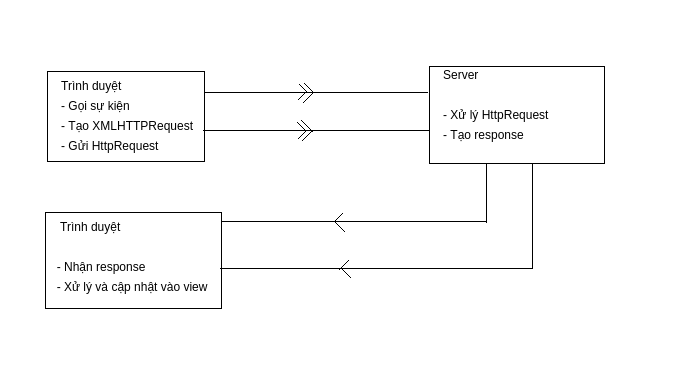 Trình duyệt
- Gọi sự kiện
- Tạo XMLHTTPRequest
- Gửi HttpRequest
Server
- Xử lý HttpRequest
- Tạo response
Trình duyệt
- Nhận response
- Xử lý và cập nhật vào view